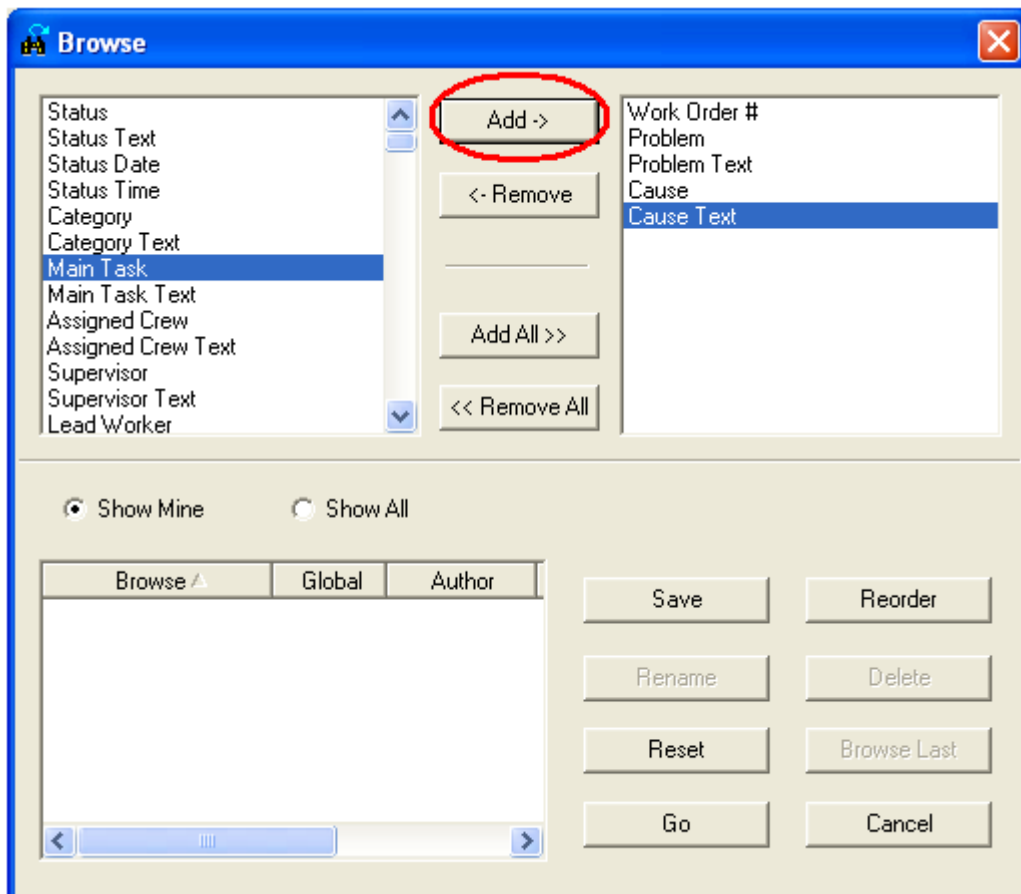 Browse
Status
Status Text
Status Date
Status Time
Category
Category Text
Main Task
Main Task Text
Assigned Crew
Assigned Crew Text
Supervisor
Supervisor Text
Lead Worker
Add ->
<- Remove
Add All >>
<< Remove All
Work Order #
Problem
Problem Text
Cause
Cause Text
Show Mine
Show All
Browse Global Author
Save
Reorder
Rename
Delete
Reset
Browse Last
Go
Cancel